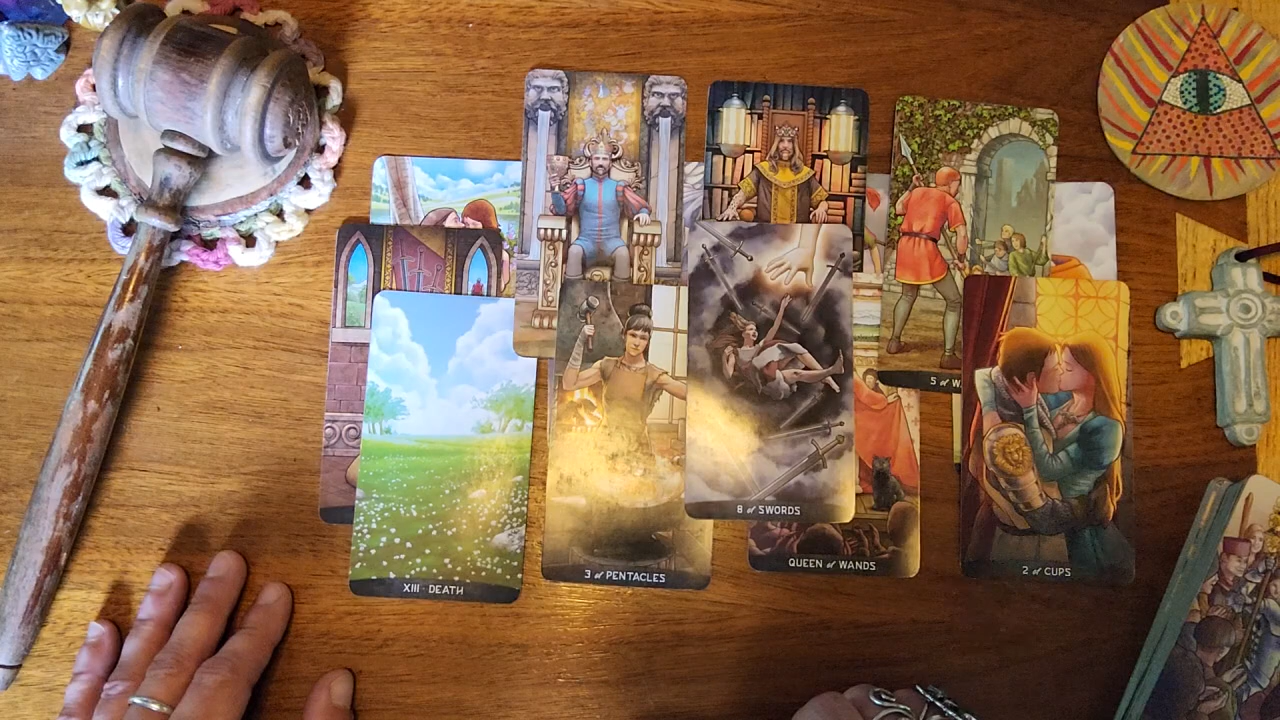 5 of W
8 of SWORDS
QUEEN of WANDS
2 of CUPS
3 of PENTACLES
XIII · DEATH